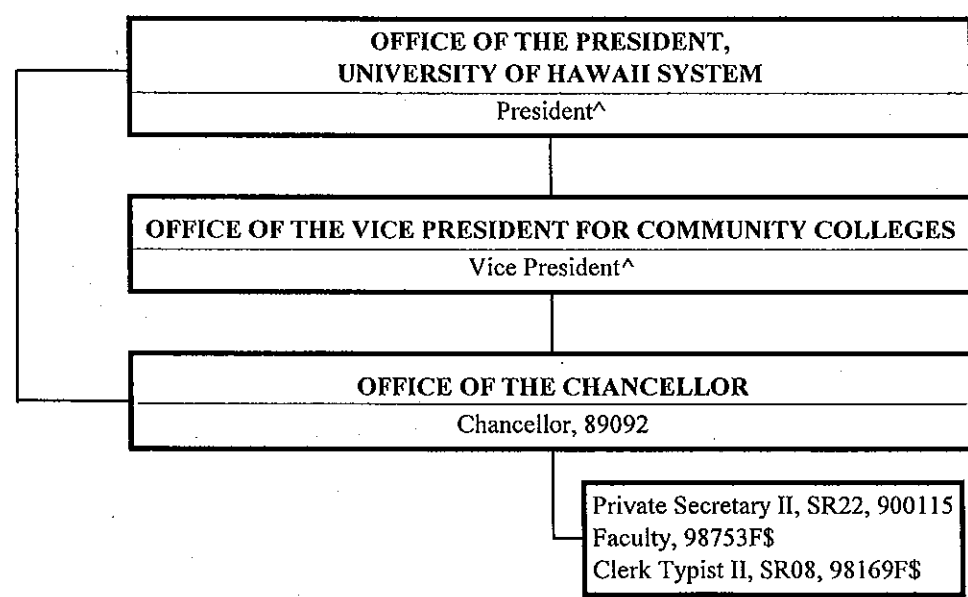 OFFICE OF THE PRESIDENT,
UNIVERSITY OF HAWAII SYSTEM
President^
OFFICE OF THE VICE PRESIDENT FOR COMMUNITY COLLEGES
Vice President^
OFFICE OF THE CHANCELLOR
Chancellor, 89092
Private Secretary II, SR22, 900115
Faculty, 98753F$
Clerk Typist II, SR08, 98169F$